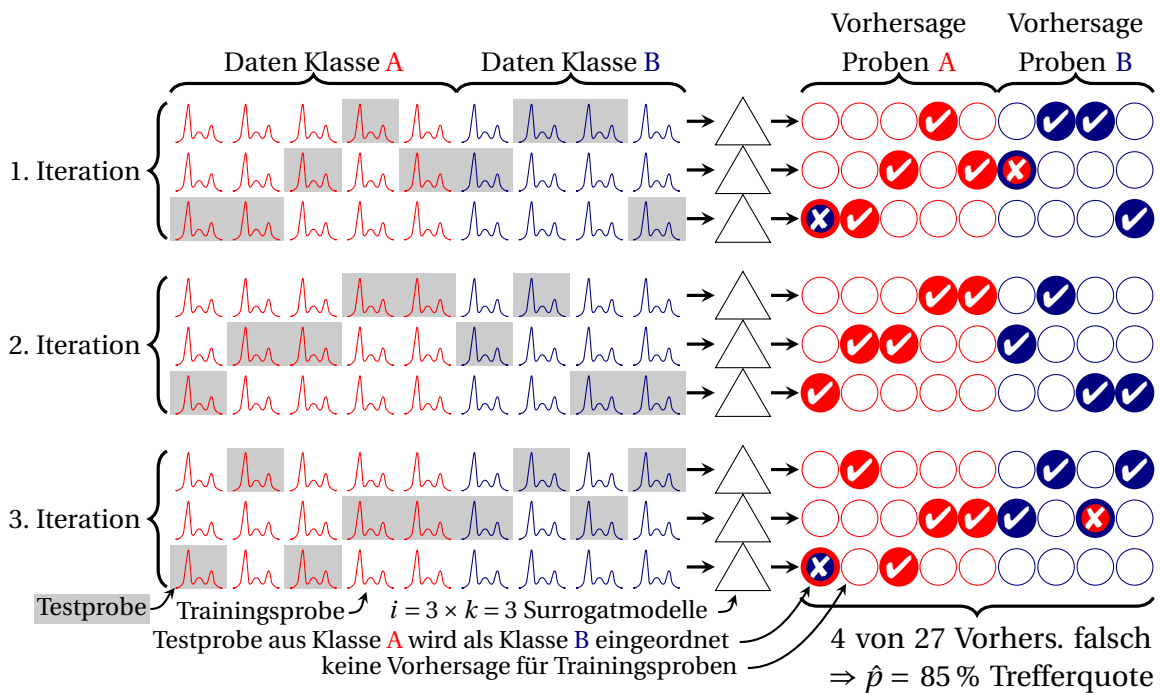 Vorhersage Vorhersage
Daten Klasse A Daten Klasse B Proben A Proben B
1. Iteration
2. Iteration
3. Iteration
Testprobe Trainingsprobe i = 3 × k = 3 Surrogatmodelle
Testprobe aus Klasse A wird als Klasse B eingeordnet
keine Vorhersage für Trainingsproben
4 von 27 Vorhers. falsch
⇒ p̂ = 85 % Trefferquote